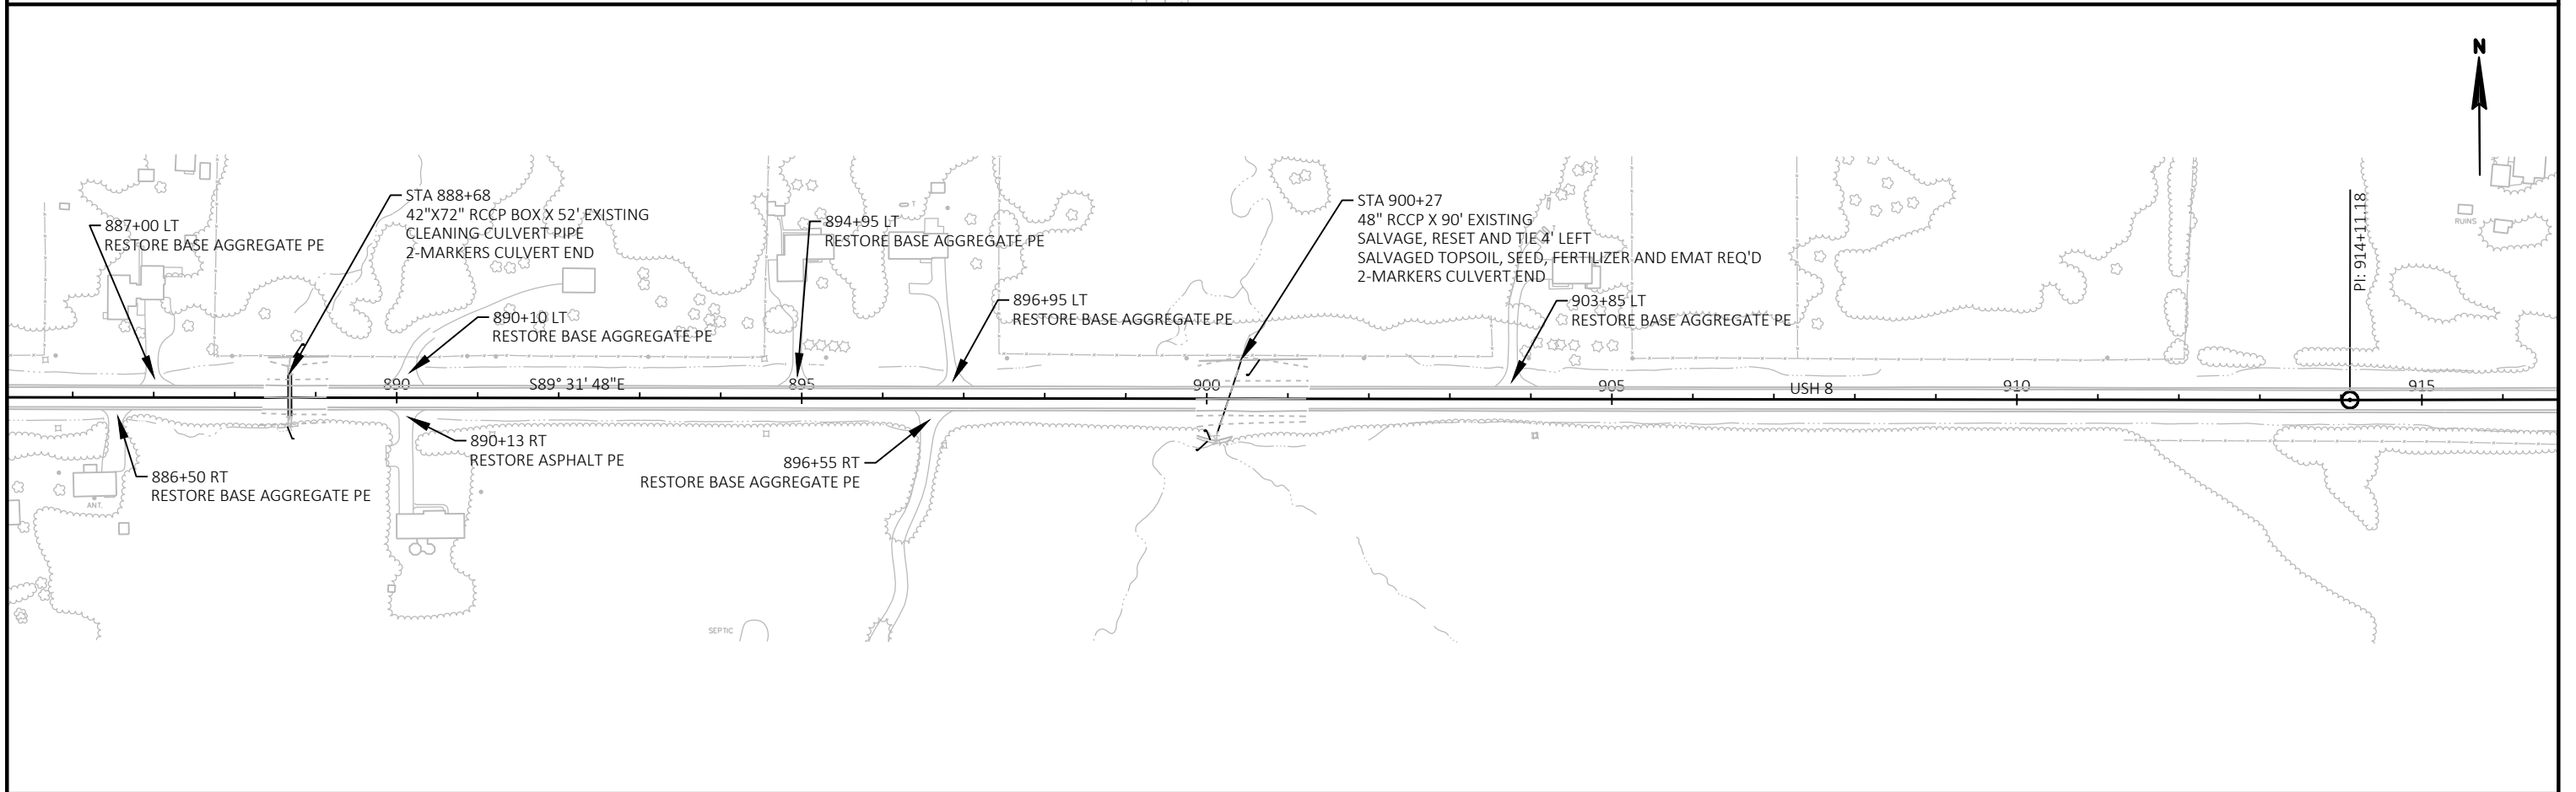 N
STA 888+68
42"X72" RCCP BOX X 52' EXISTING
CLEANING CULVERT PIPE
2-MARKERS CULVERT END
887+00 LT
RESTORE BASE AGGREGATE PE
894+95 LT
RESTORE BASE AGGREGATE PE
STA 900+27
48" RCCP X 90' EXISTING
SALVAGE, RESET AND TIE 4' LEFT
SALVAGED TOPSOIL, SEED, FERTILIZER AND EMAT REQ'D
2-MARKERS CULVERT END
PI: 914+11.18
RUINS
890+10 LT
RESTORE BASE AGGREGATE PE
896+95 LT
RESTORE BASE AGGREGATE PE
903+85 LT
RESTORE BASE AGGREGATE PE
T
T
890
S89° 31' 48"E
895
900
905
USH 8
910
915
886+50 RT
RESTORE BASE AGGREGATE PE
890+13 RT
RESTORE ASPHALT PE
896+55 RT
RESTORE BASE AGGREGATE PE
ANT.
SEPTIC